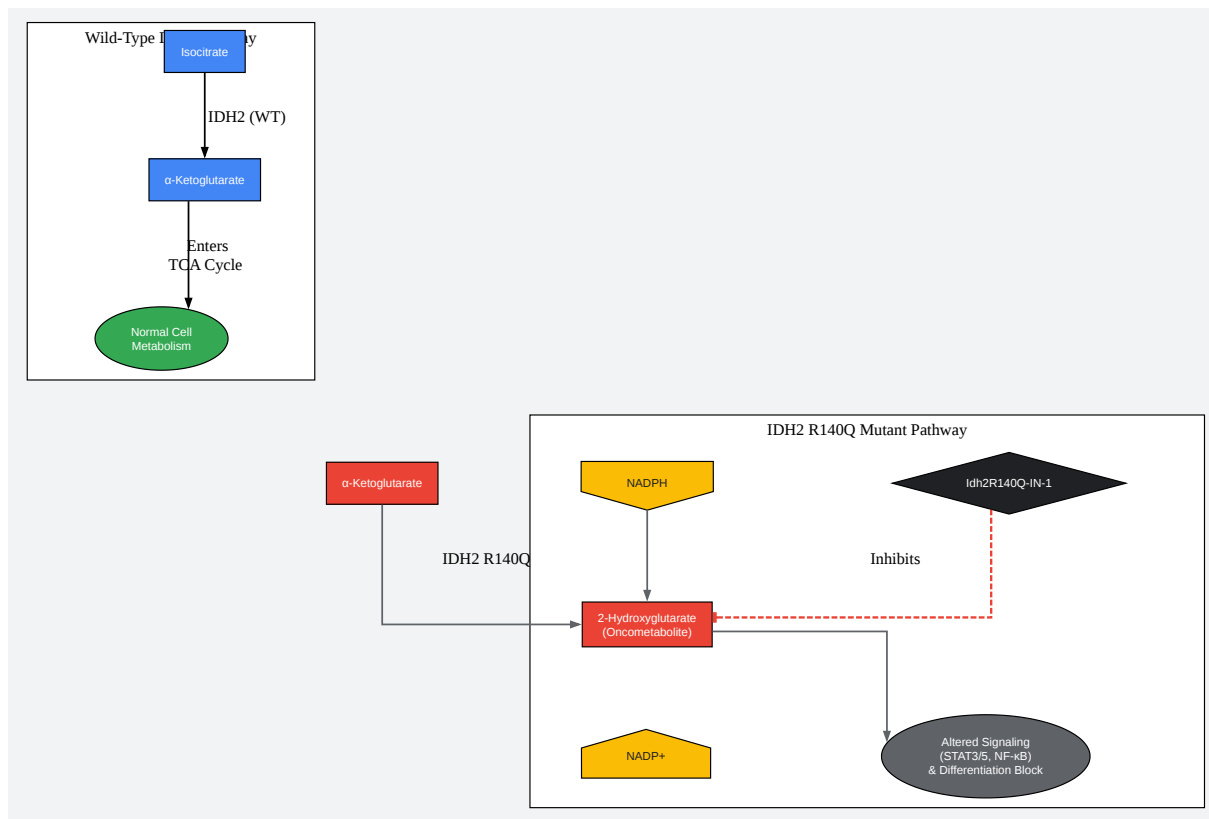 Wild-Type
Isocitrate
IDH2 (WT)
α-Ketoglutarate
Enters
TCA Cycle
Normal Cell
Metabolism
IDH2 R140Q Mutant Pathway
α-Ketoglutarate
NADPH
Idh2R140Q-IN-1
IDH2 R140Q
Inhibits
2-Hydroxyglutarate
(Oncometabolite)
NADP+
Altered Signaling
(STAT3/5, NF-κB)
& Differentiation Block